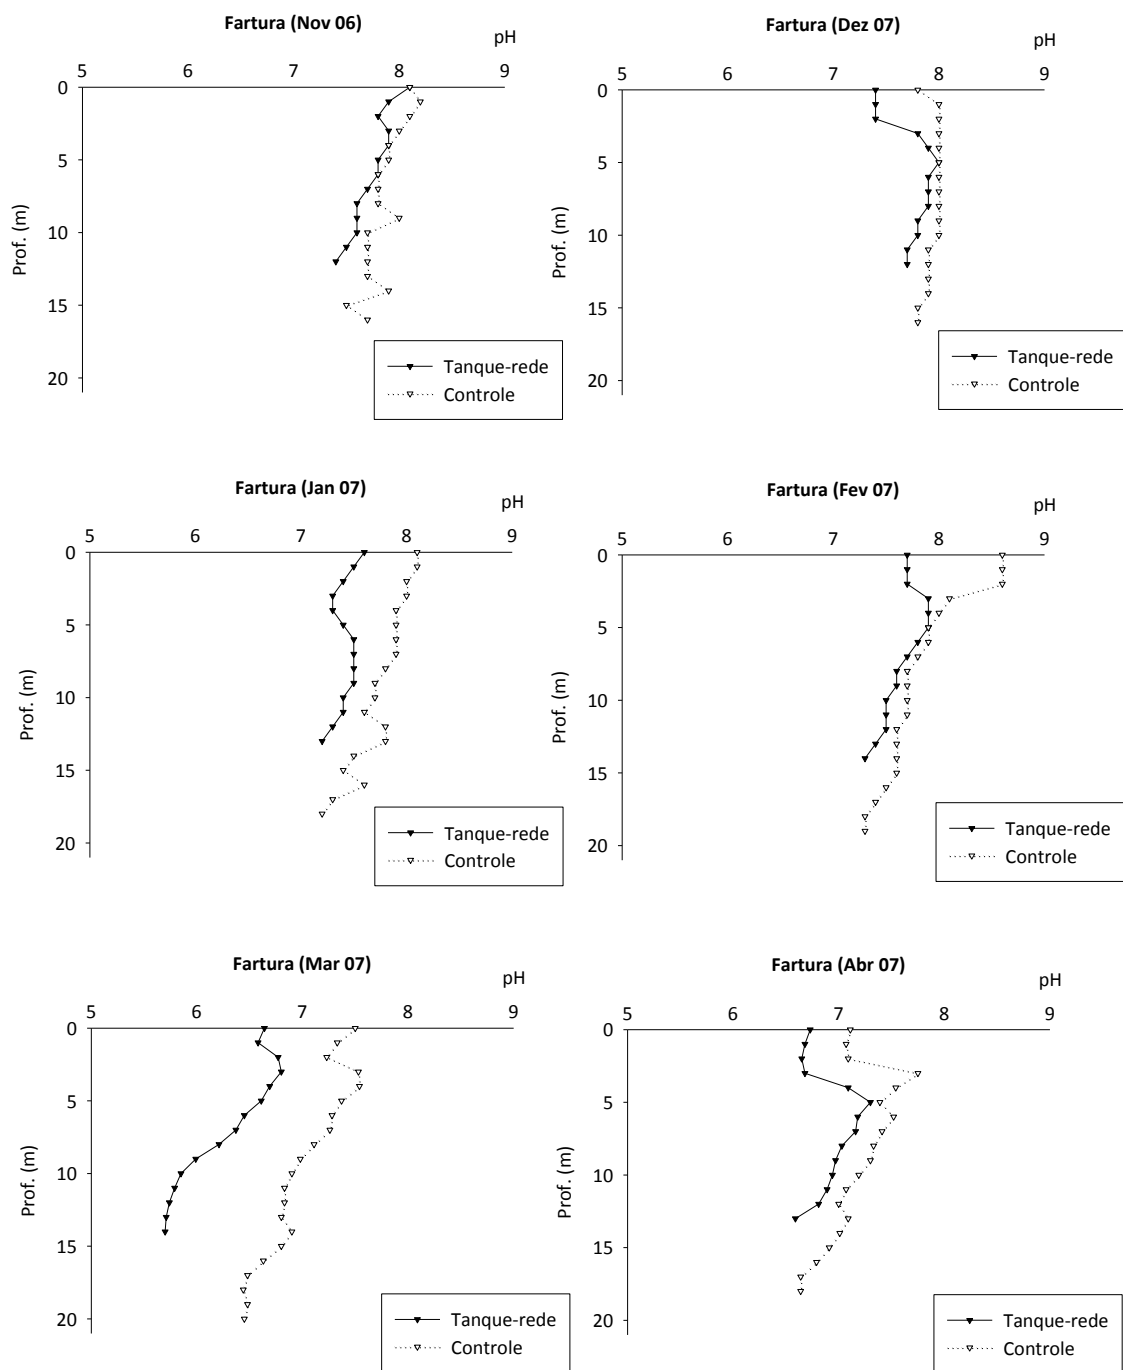 Fartura (Nov 06)
pH
5 6 7 8 9
0
5
10
15
20
Prof. (m)
Tanque-rede
Controle
Fartura (Dez 07)
pH
5 6 7 8 9
0
5
10
15
20
Prof. (m)
Tanque-rede
Controle
Fartura (Jan 07)
pH
5 6 7 8 9
0
5
10
15
20
Prof. (m)
Tanque-rede
Controle
Fartura (Fev 07)
pH
5 6 7 8 9
0
5
10
15
20
Prof. (m)
Tanque-rede
Controle
Fartura (Mar 07)
pH
5 6 7 8 9
0
5
10
15
20
Prof. (m)
Tanque-rede
Controle
Fartura (Abr 07)
pH
5 6 7 8 9
0
5
10
15
20
Prof. (m)
Tanque-rede
Controle